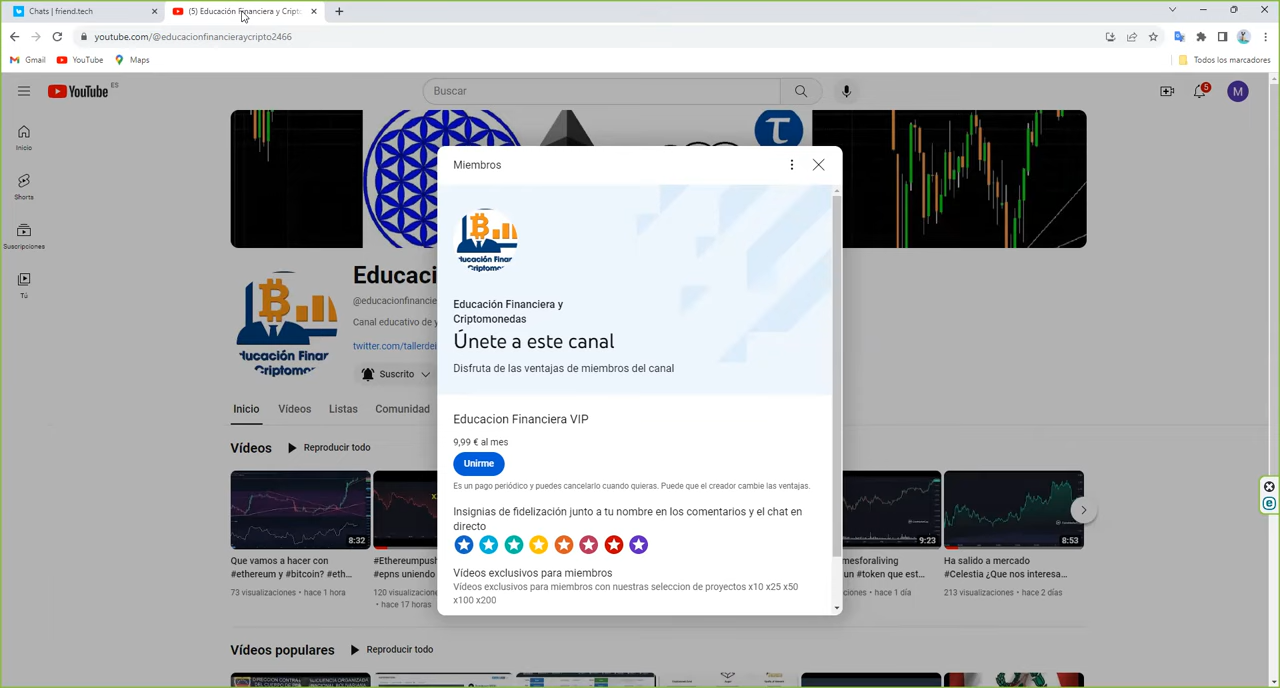 Chats | friend.tech
(5) Educación Financiera y Cripto
youtube.com/@educacionfinancieraycripto2466
Gmail
YouTube
Maps
Todos los marcadores
YouTube ES
Buscar
5
M
Inicio
Shorts
Suscripciones
Tú
Educaci
@educacionfinancie
Canal educativo de y
twitter.com/tallerdei
Suscrito
Inicio
Vídeos
Listas
Comunidad
Miembros
Educación Financiera y
Criptomonedas
Únete a este canal
Disfruta de las ventajas de miembros del canal
Educacion Financiera VIP
9,99 € al mes
Unirme
Es un pago periódico y puedes cancelarlo cuando quieras. Puede que el creador cambie las ventajas.
Insignias de fidelización junto a tu nombre en los comentarios y el chat en
directo
Vídeos exclusivos para miembros
Vídeos exclusivos para miembros con nuestras seleccion de proyectos x10 x25 x50
x100 x200
Vídeos
Reproducir todo
8:32
Que vamos a hacer con
#ethereum y #bitcoin? #eth...
73 visualizaciones • hace 1 hora
#Ethereumpush
#epns uniendo
120 visualizaciones
• hace 17 horas
9:23
mesforaliving
un #token que est...
es • hace 1 día
8:53
Ha salido a mercado
#Celestia ¿Que nos interesa...
213 visualizaciones • hace 2 días
Vídeos populares
Reproducir todo